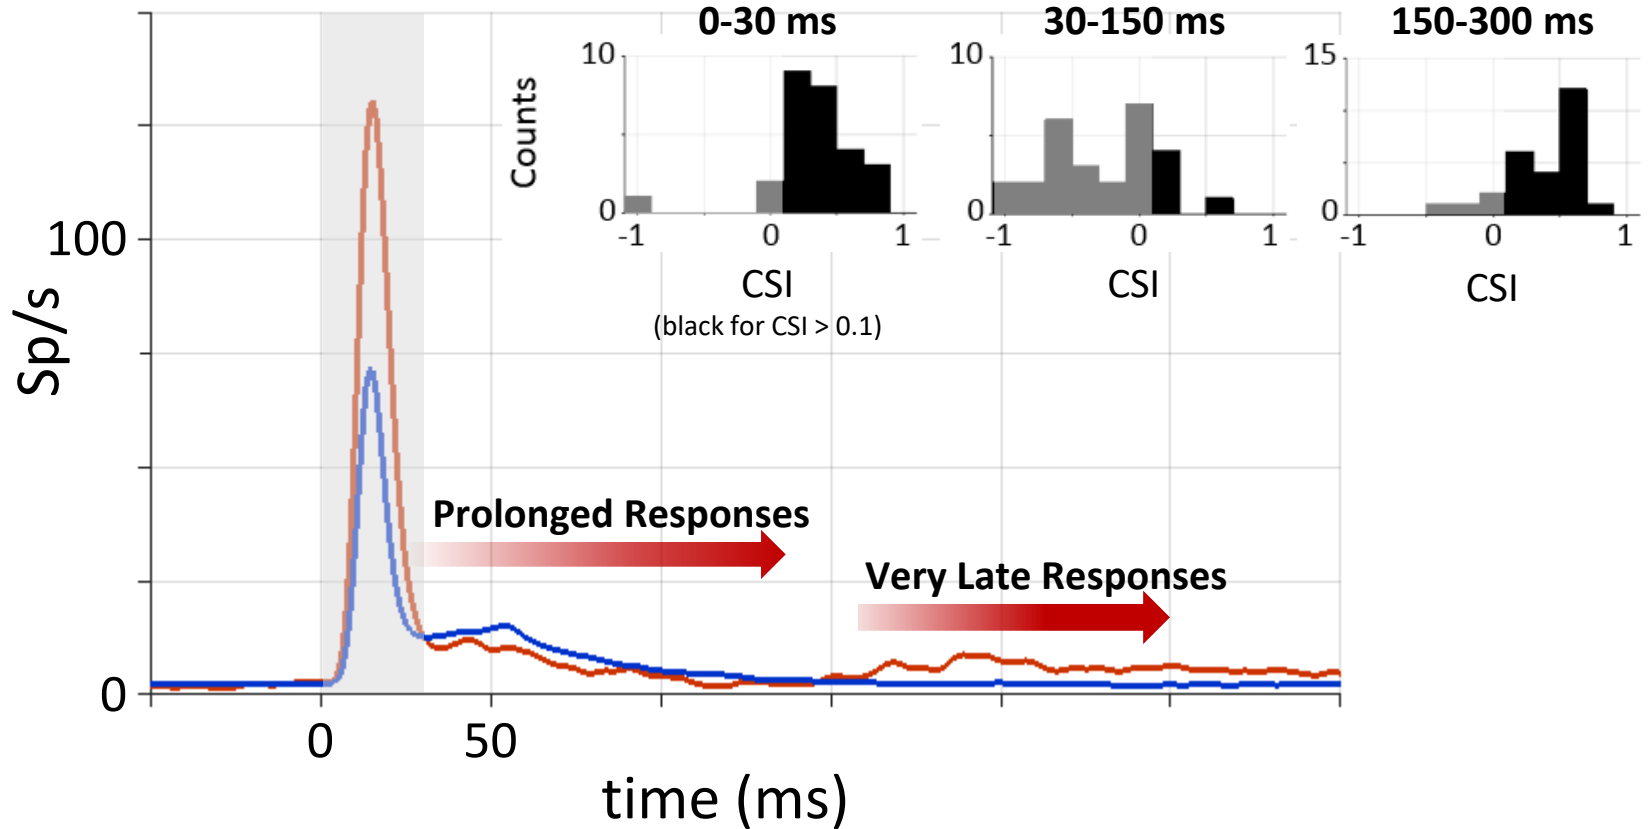 0-30 ms
30-150 ms
150-300 ms
10
Counts
0
-1 0 1
CSI
(black for CSI > 0.1)
10
0
-1 0 1
CSI
15
0
-1 0 1
CSI
Sp/s
100
0
Prolonged Responses
Very Late Responses
0 50
time (ms)